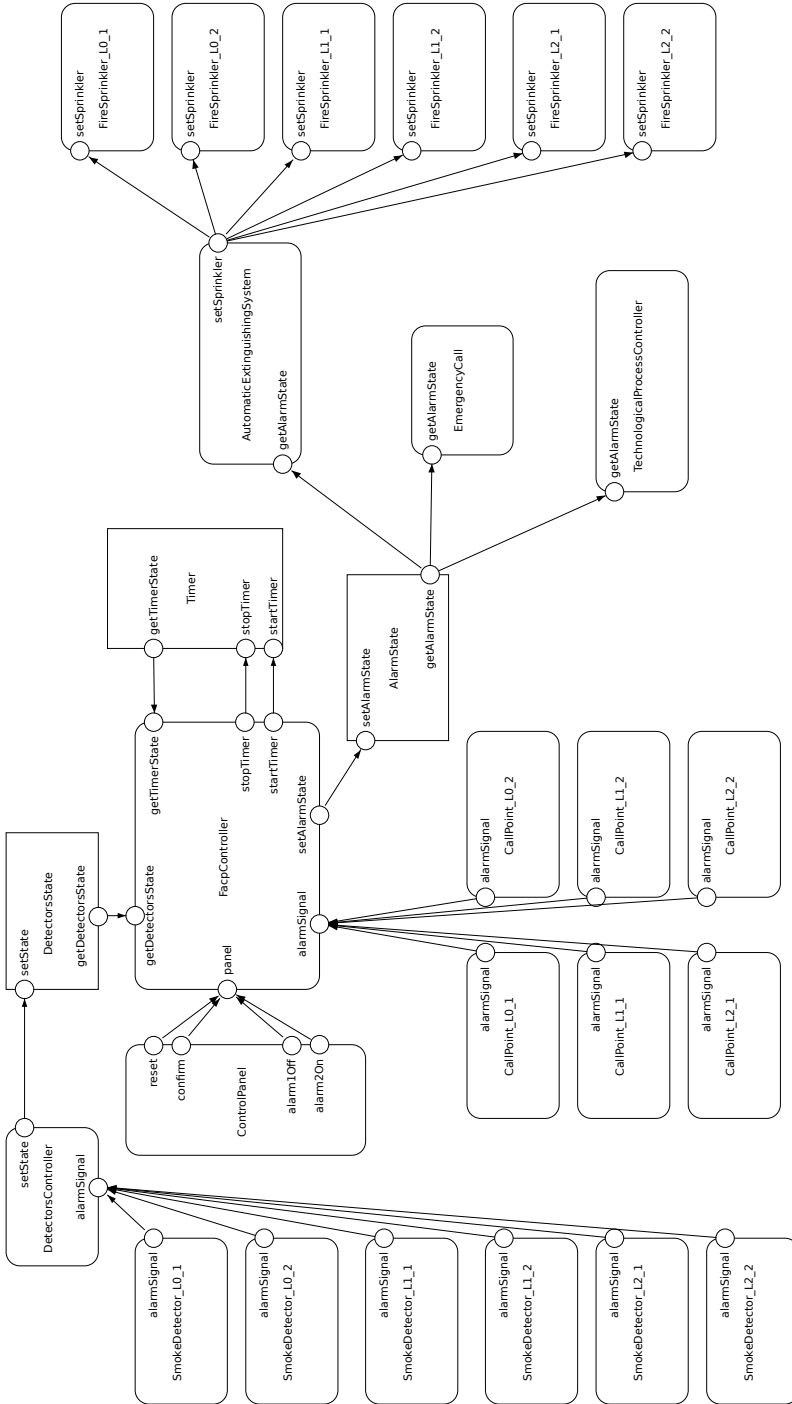 setSprinkler
FireSprinkler_L0_1
setSprinkler
FireSprinkler_L0_2
setSprinkler
FireSprinkler_L1_1
setSprinkler
FireSprinkler_L1_2
setSprinkler
FireSprinkler_L2_1
setSprinkler
FireSprinkler_L2_2
setSprinkler
AutomaticExtinguishingSystem
getAlarmState
getAlarmState
EmergencyCall
getAlarmState
TechnologicalProcessController
getTimerState
Timer
stopTimer
startTimer
setAlarmState
AlarmState
getAlarmState
getTimerState
stopTimer
startTimer
FacpController
getDetectorsState
setAlarmState
panel
alarmSignal
setState
DetectorsState
getDetectorsState
reset
confirm
ControlPanel
alarm1Off
alarm2On
setState
DetectorsController
alarmSignal
alarmSignal
CallPoint_L0_2
alarmSignal
CallPoint_L1_2
alarmSignal
CallPoint_L2_2
alarmSignal
CallPoint_L0_1
alarmSignal
CallPoint_L1_1
alarmSignal
CallPoint_L2_1
alarmSignal
SmokeDetector_L0_1
alarmSignal
SmokeDetector_L0_2
alarmSignal
SmokeDetector_L1_1
alarmSignal
SmokeDetector_L1_2
alarmSignal
SmokeDetector_L2_1
alarmSignal
SmokeDetector_L2_2